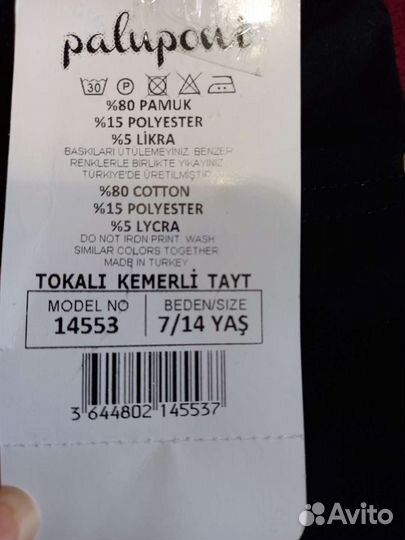 paluponi
30 P
%80 PAMUK
%15 POLYESTER
%5 LİKRA
BASKILARI ÜTÜLEMEYİNİZ. BENZER
RENKLERLE BİRLİKTE YIKAYINIZ
TÜRKİYE'DE ÜRETİLMİŞTİR
%80 COTTON
%15 POLYESTER
%5 LYCRA
DO NOT IRON PRINT. WASH
SIMILAR COLORS TOGETHER
MADE IN TURKEY
TOKALI KEMERLİ TAYT
MODEL NO BEDEN/SIZE
14553 7/14 YAŞ
3 644802 145537
Avito